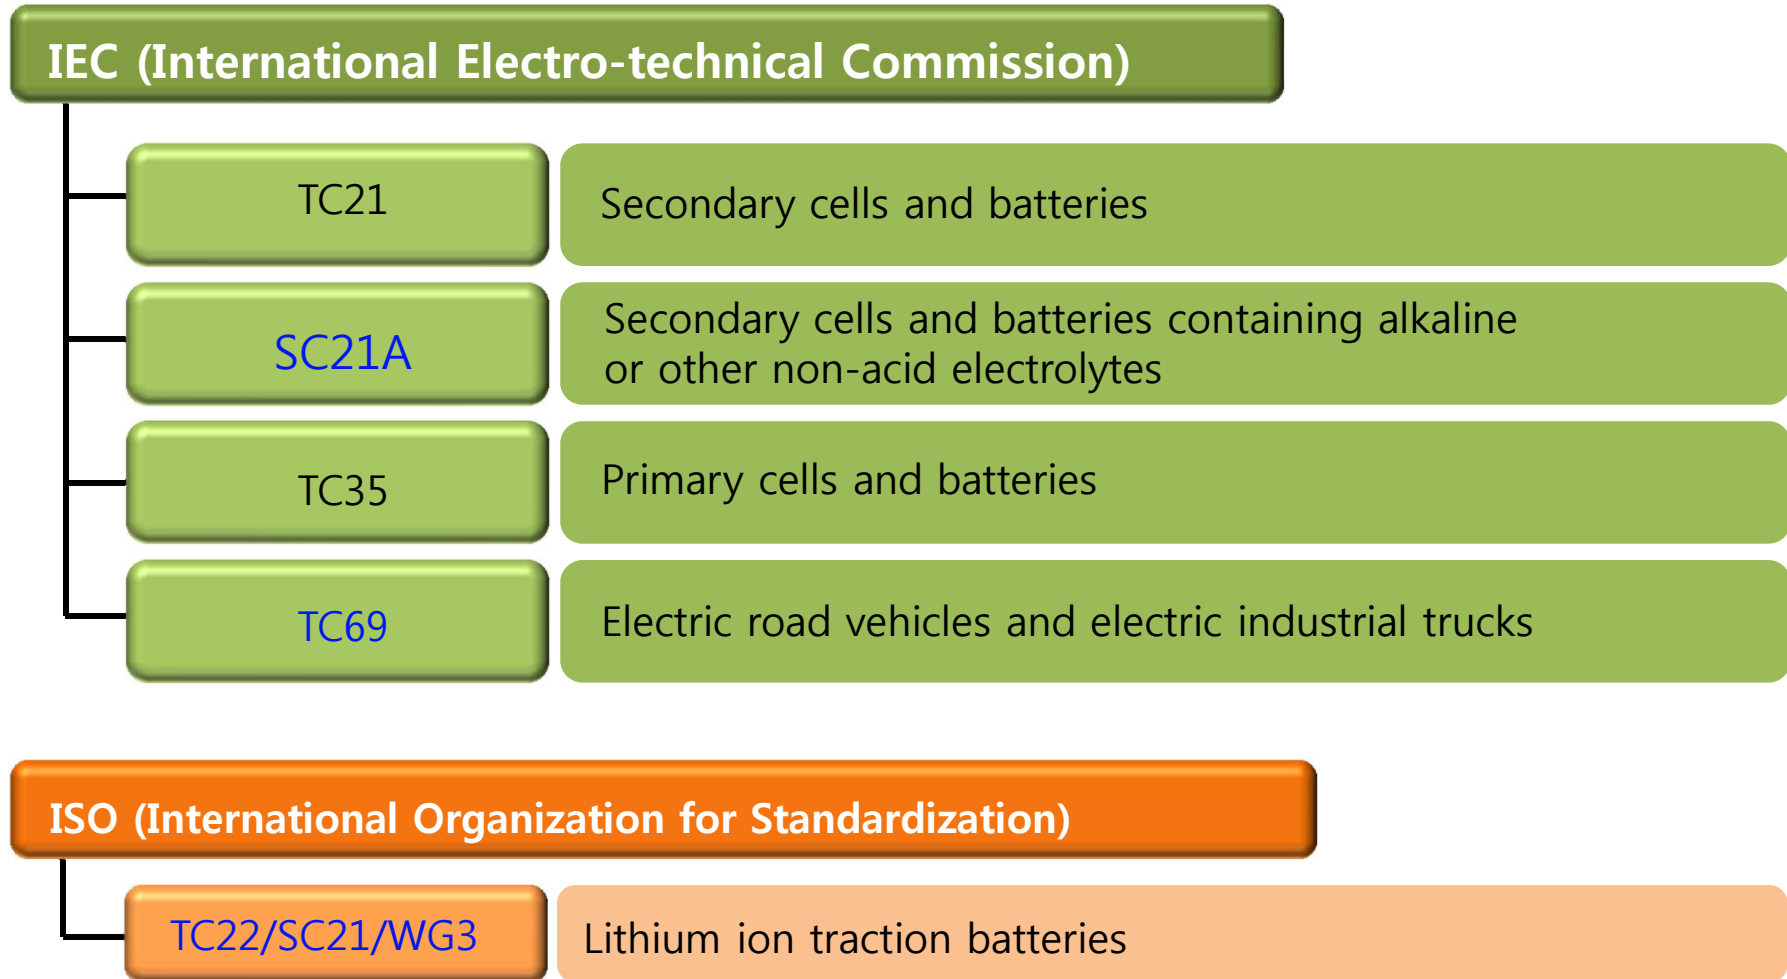 IEC (International Electro-technical Commission)
TC21
Secondary cells and batteries
SC21A
Secondary cells and batteries containing alkaline
or other non-acid electrolytes
TC35
Primary cells and batteries
TC69
Electric road vehicles and electric industrial trucks
ISO (International Organization for Standardization)
TC22/SC21/WG3
Lithium ion traction batteries